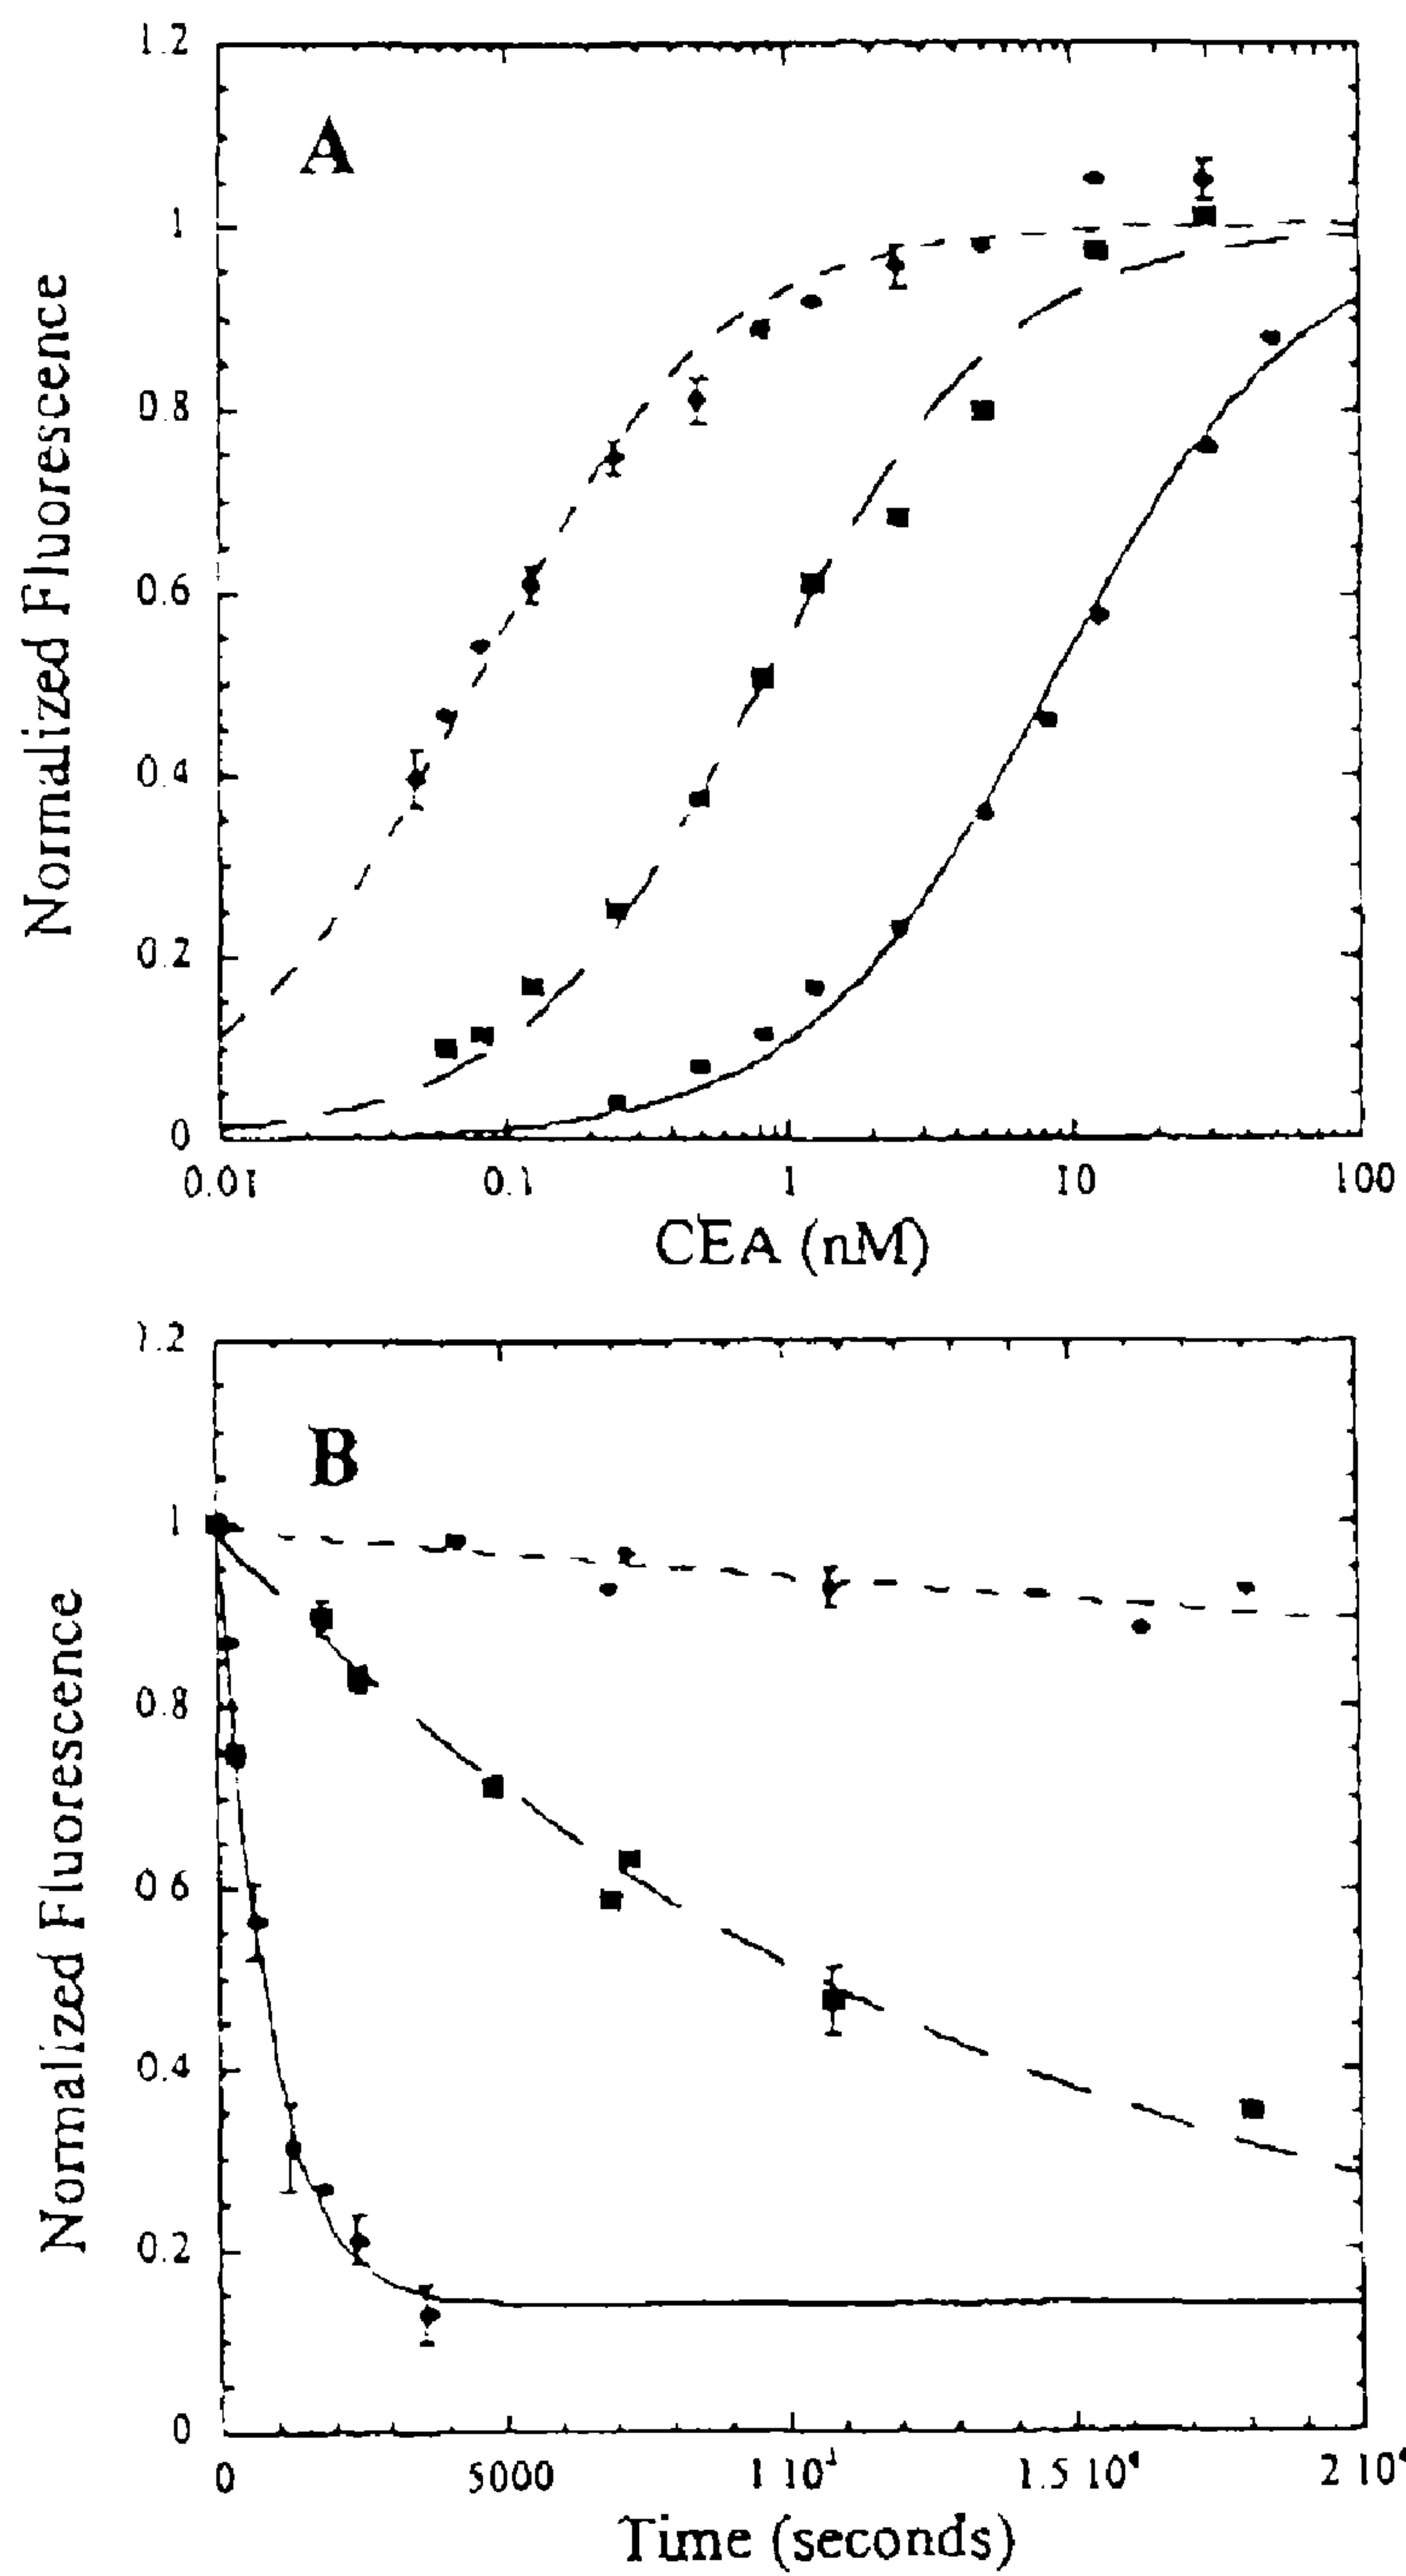 1.2
A
1
0.8
0.6
0.4
0.2
0
0.01 0.1 1 10 100
Normalized Fluorescence
CEA (nM)
1.2
B
1
0.8
0.6
0.4
0.2
0
0 5000 1 10⁴ 1.5 10⁴ 2 10⁴
Normalized Fluorescence
Time (seconds)